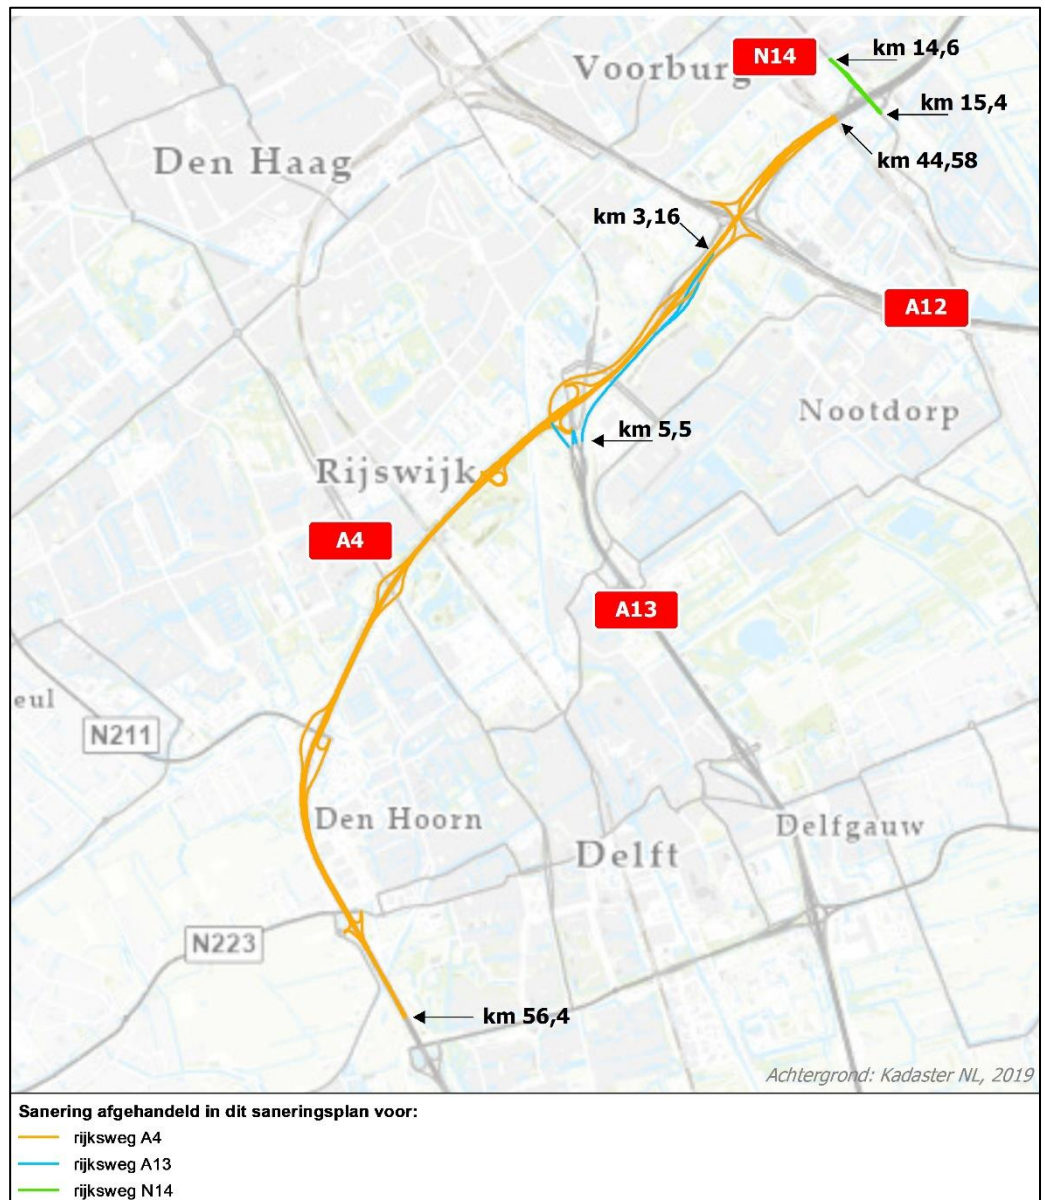 N14
km 14,6
Voorburg
km 15,4
Den Haag
km 44,58
km 3,16
A12
Nootdorp
km 5,5
Rijswijk
A4
A13
eul
N211
Den Hoorn
Delfgauw
Delft
N223
km 56,4
Achtergrond: Kadaster NL, 2019
Sanering afgehandeld in dit saneringsplan voor:
rijksweg A4
rijksweg A13
rijksweg N14